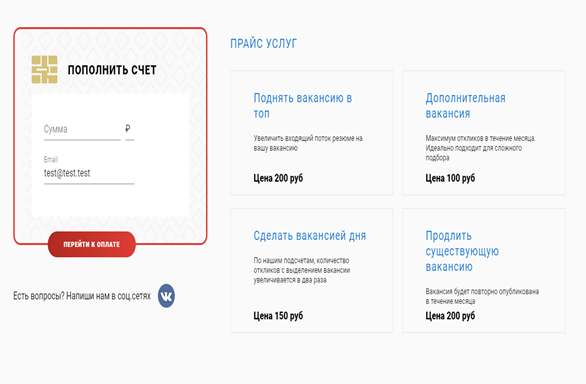 ПОПОЛНИТЬ СЧЕТ
Сумма
₽
Email
test@test.test
ПЕРЕЙТИ К ОПЛАТЕ
Есть вопросы? Напиши нам в соц.сетях
ПРАЙС УСЛУГ
Поднять вакансию в
топ
Увеличить входящий поток резюме на
вашу вакансию
Цена 200 руб
Дополнительная
вакансия
Максимум откликов в течение месяца.
Идеально подходит для сложного
подбора
Цена 100 руб
Сделать вакансией дня
По нашим подсчетам, количество
откликов с выделением вакансии
увеличивается в два раза
Цена 150 руб
Продлить
существующую
вакансию
Вакансия будет повторно опубликована
в течение месяца
Цена 200 руб